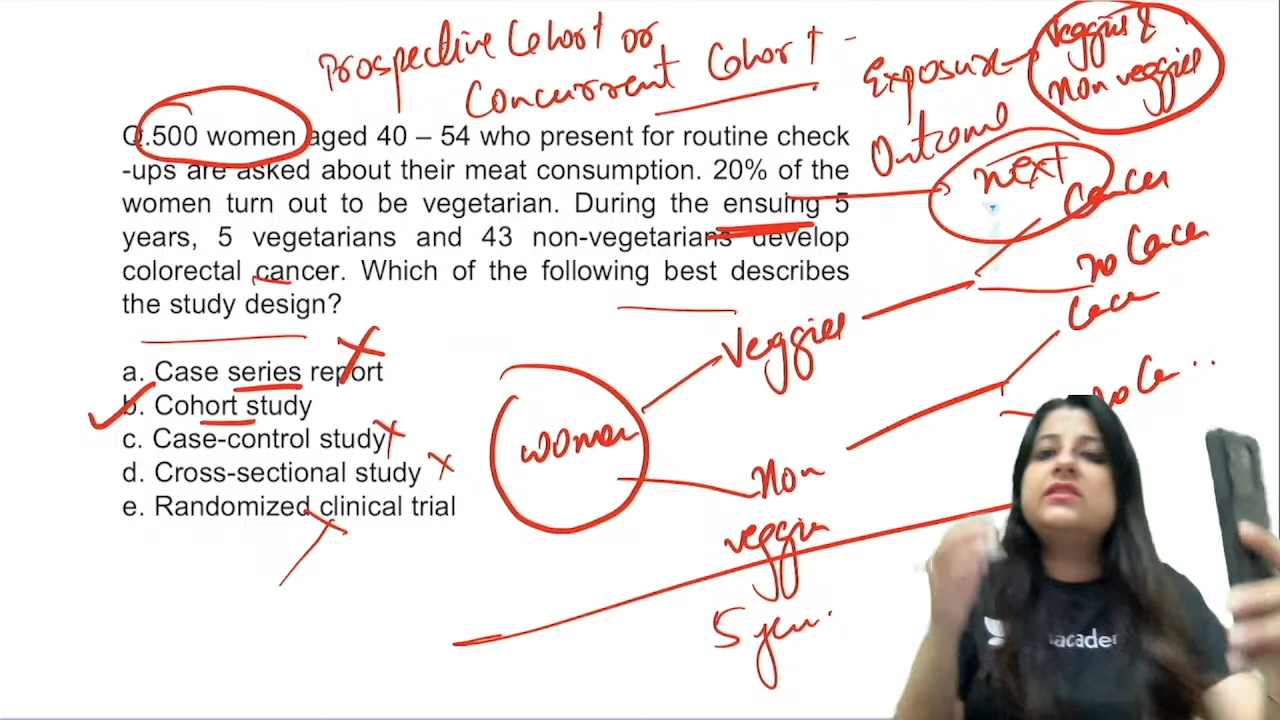 Prospective Cohort or
Concurrent Cohort -
Exposure - Veggies &
Non veggies
Outcome
next
Q.500 women aged 40 – 54 who present for routine check
-ups are asked about their meat consumption. 20% of the
women turn out to be vegetarian. During the ensuing 5
years, 5 vegetarians and 43 non-vegetarians develop
colorectal cancer. Which of the following best describes
the study design?
a. Case series report
b. Cohort study
c. Case-control study
d. Cross-sectional study
e. Randomized clinical trial
women
Veggies
Cancer
no Cancer
Non
veggies
5